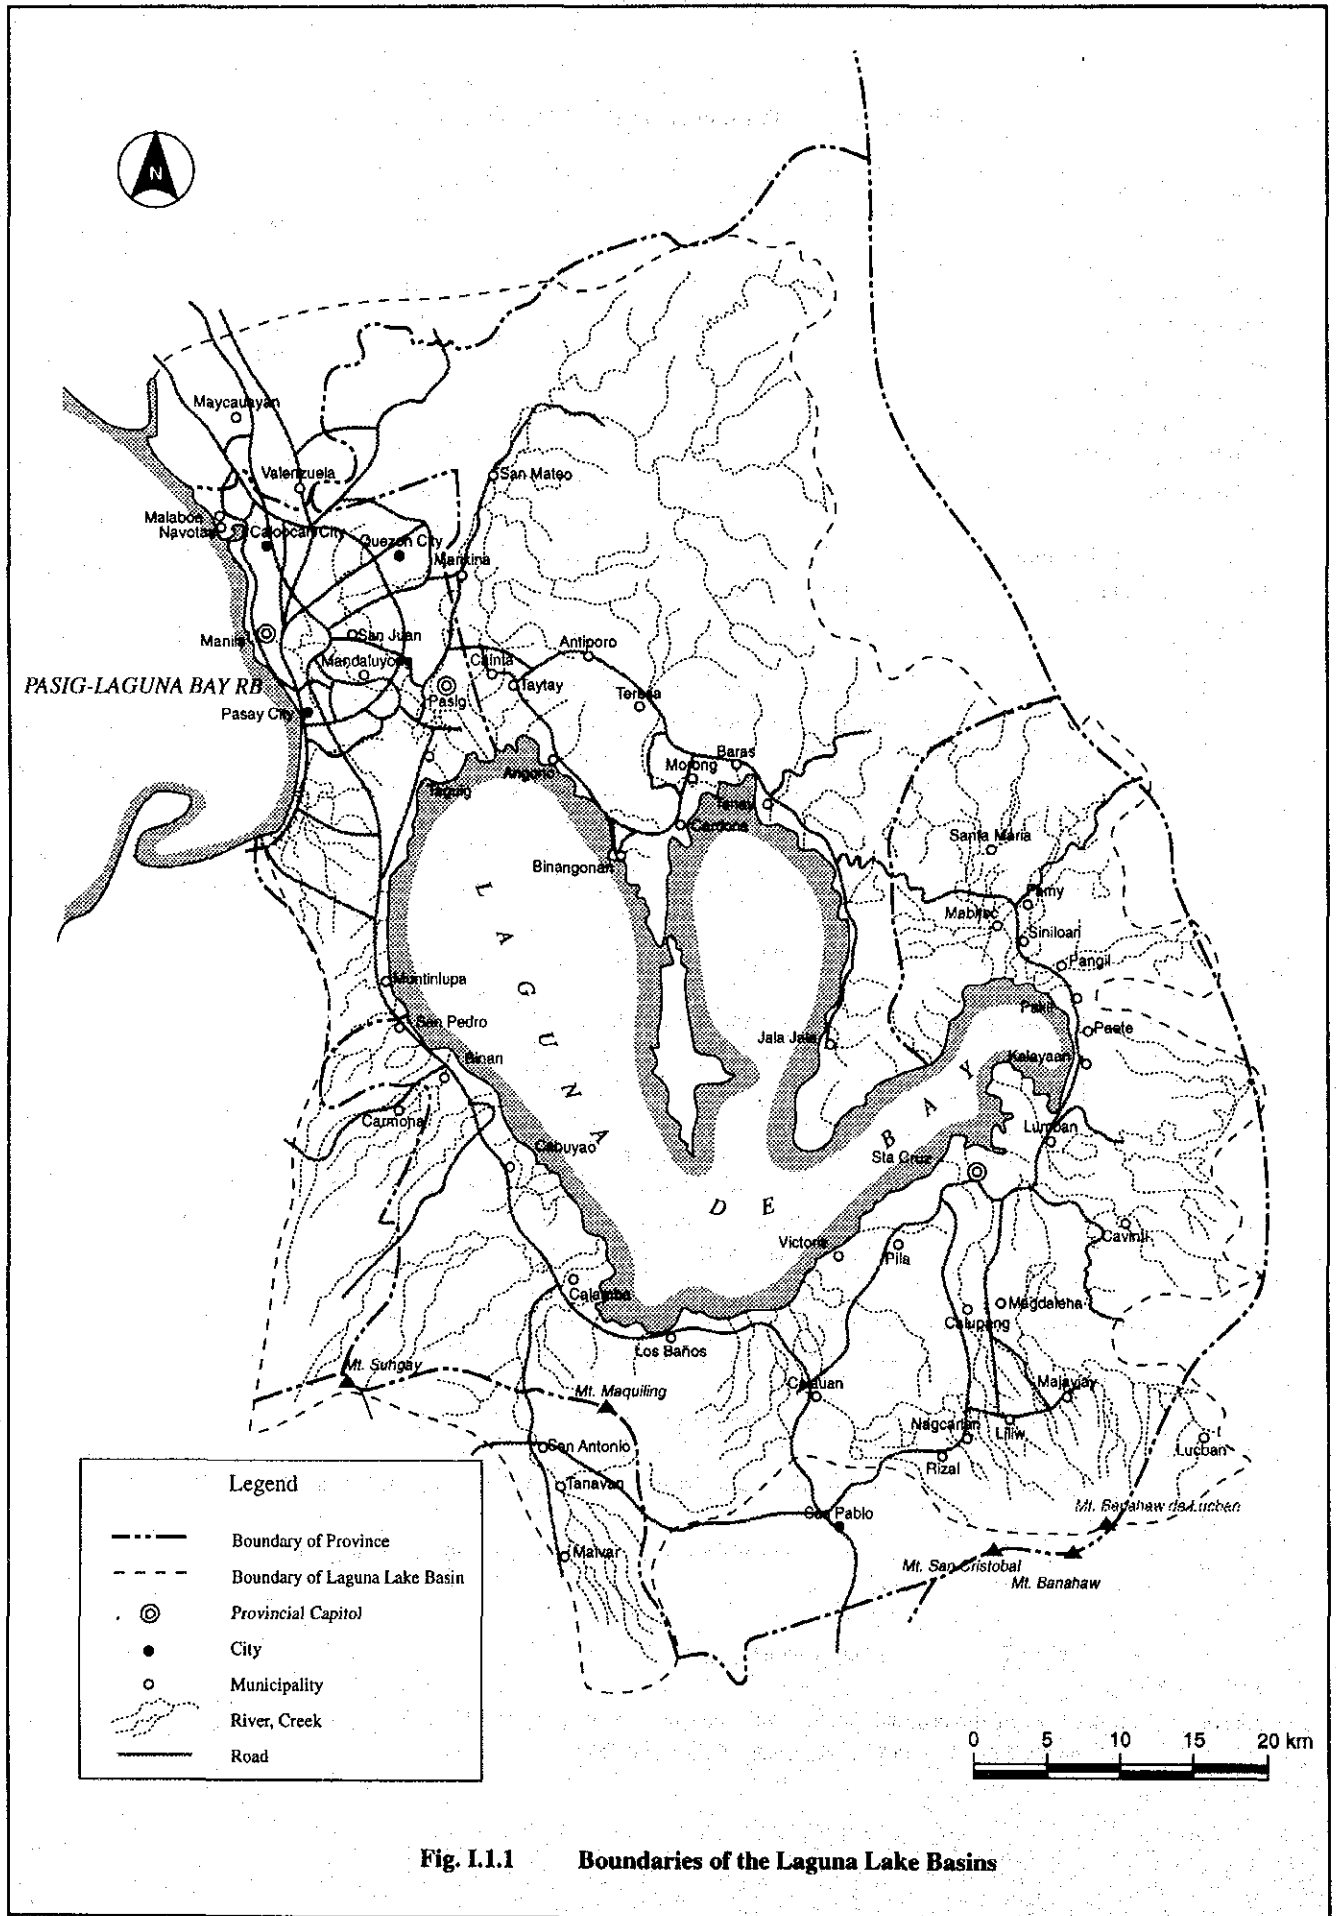 N
Maycauayan
Valenzuela
San Mateo
Malabon
Navotas
Caloocan City
Quezon City
Marikina
Manila
San Juan
Antiporo
Mandaluyong
Cainta
Taytay
PASIG-LAGUNA BAY RB
Pasig
Teresa
Pasay City
Baras
Morong
Angono
Taguig
Tanay
Cardona
Santa Maria
Binangonan
Famy
Mabitac
Siniloan
Pangil
Muntinlupa
Pakil
San Pedro
Paete
Jala Jala
Kalayaan
Binan
LAGUNA DE BAY
Carmona
Lumban
Cabuyao
Sta Cruz
Cavinti
Victoria
Pila
Calamba
Magdalena
Calupang
Los Baños
Mt. Sungay
Mt. Maquiling
Calauan
Majayjay
Nagcarlan
Liliw
Lucban
San Antonio
Rizal
Tanavan
San Pablo
Mt. Banahaw de Lucban
Malvar
Mt. San Cristobal
Mt. Banahaw
Legend
Boundary of Province
Boundary of Laguna Lake Basin
Provincial Capitol
City
Municipality
River, Creek
Road
0 5 10 15 20 km
Fig. I.1.1 Boundaries of the Laguna Lake Basins